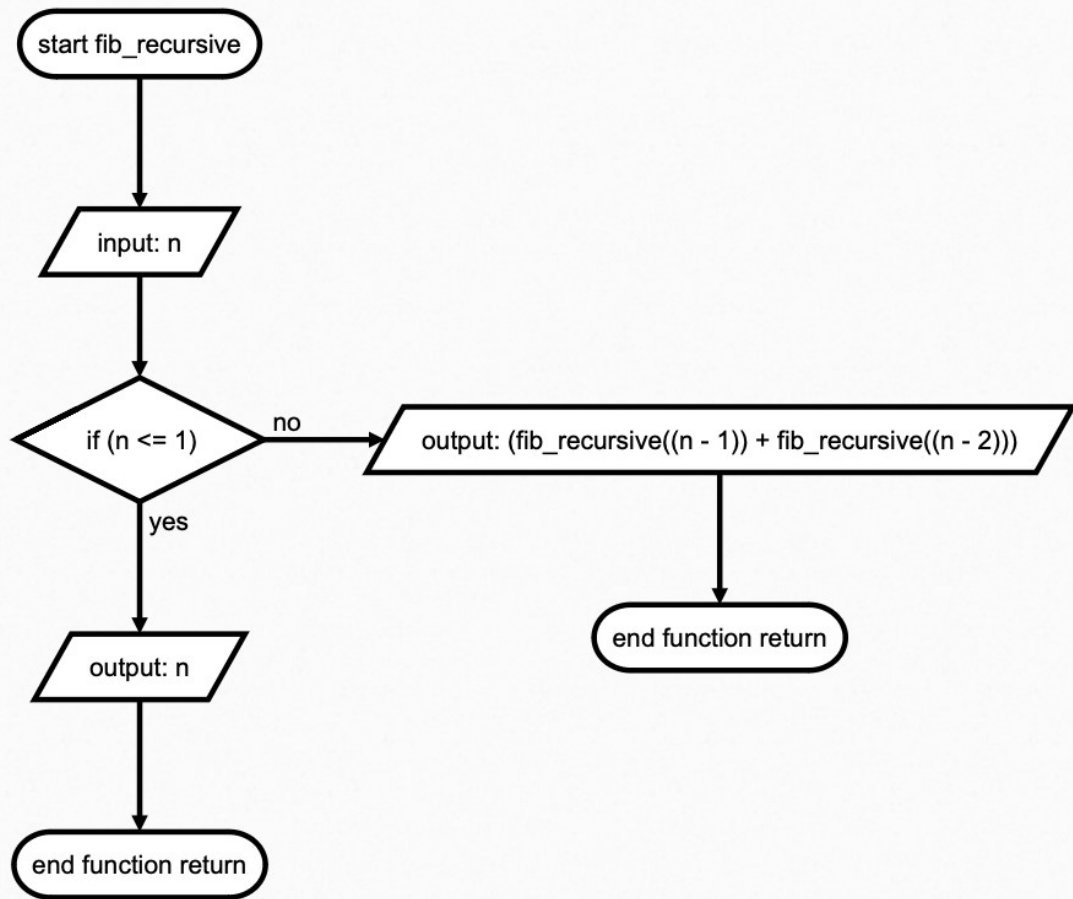 start fib_recursive
input: n
if (n <= 1)
no
output: (fib_recursive((n - 1)) + fib_recursive((n - 2)))
yes
end function return
output: n
end function return